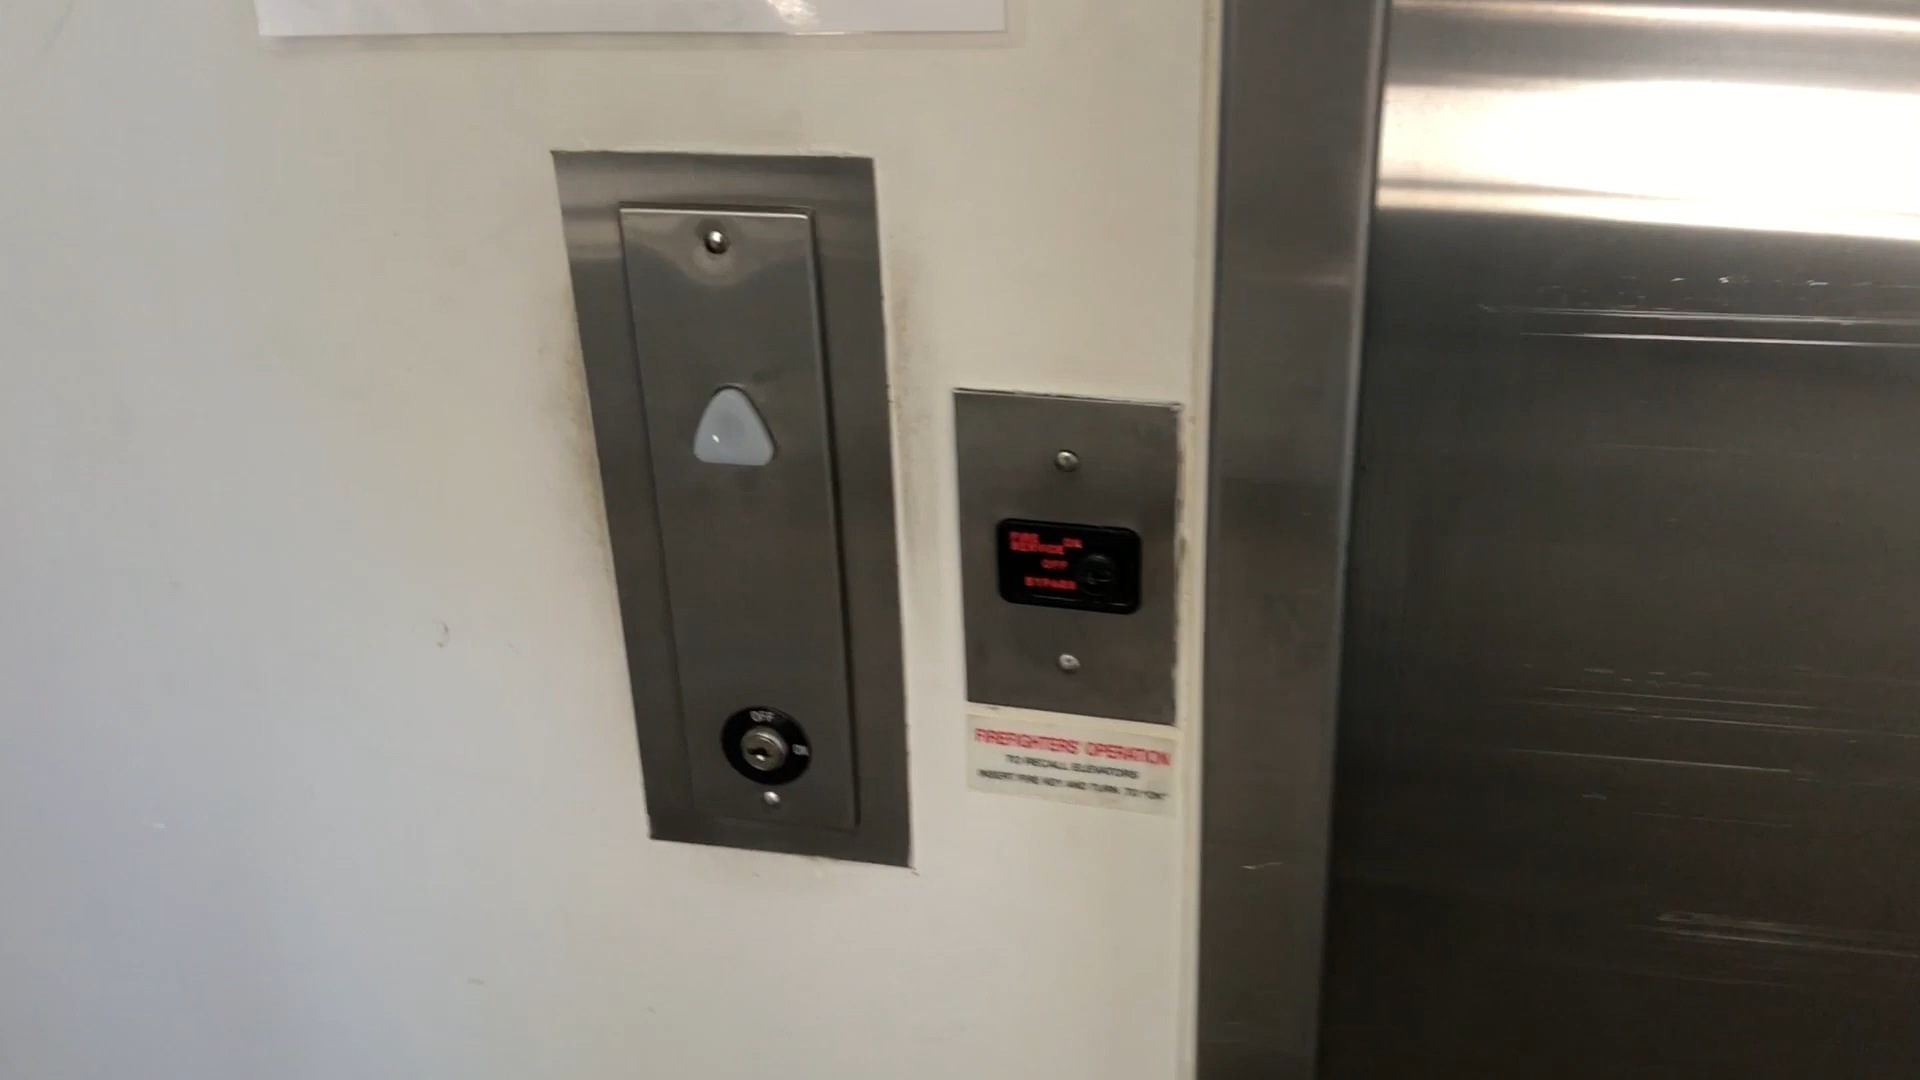 FIRE ON
SERVICE
OFF
BYPASS
OFF
ON
FIREFIGHTERS' OPERATION
TO RECALL ELEVATORS
INSERT FIRE KEY AND TURN TO "ON"